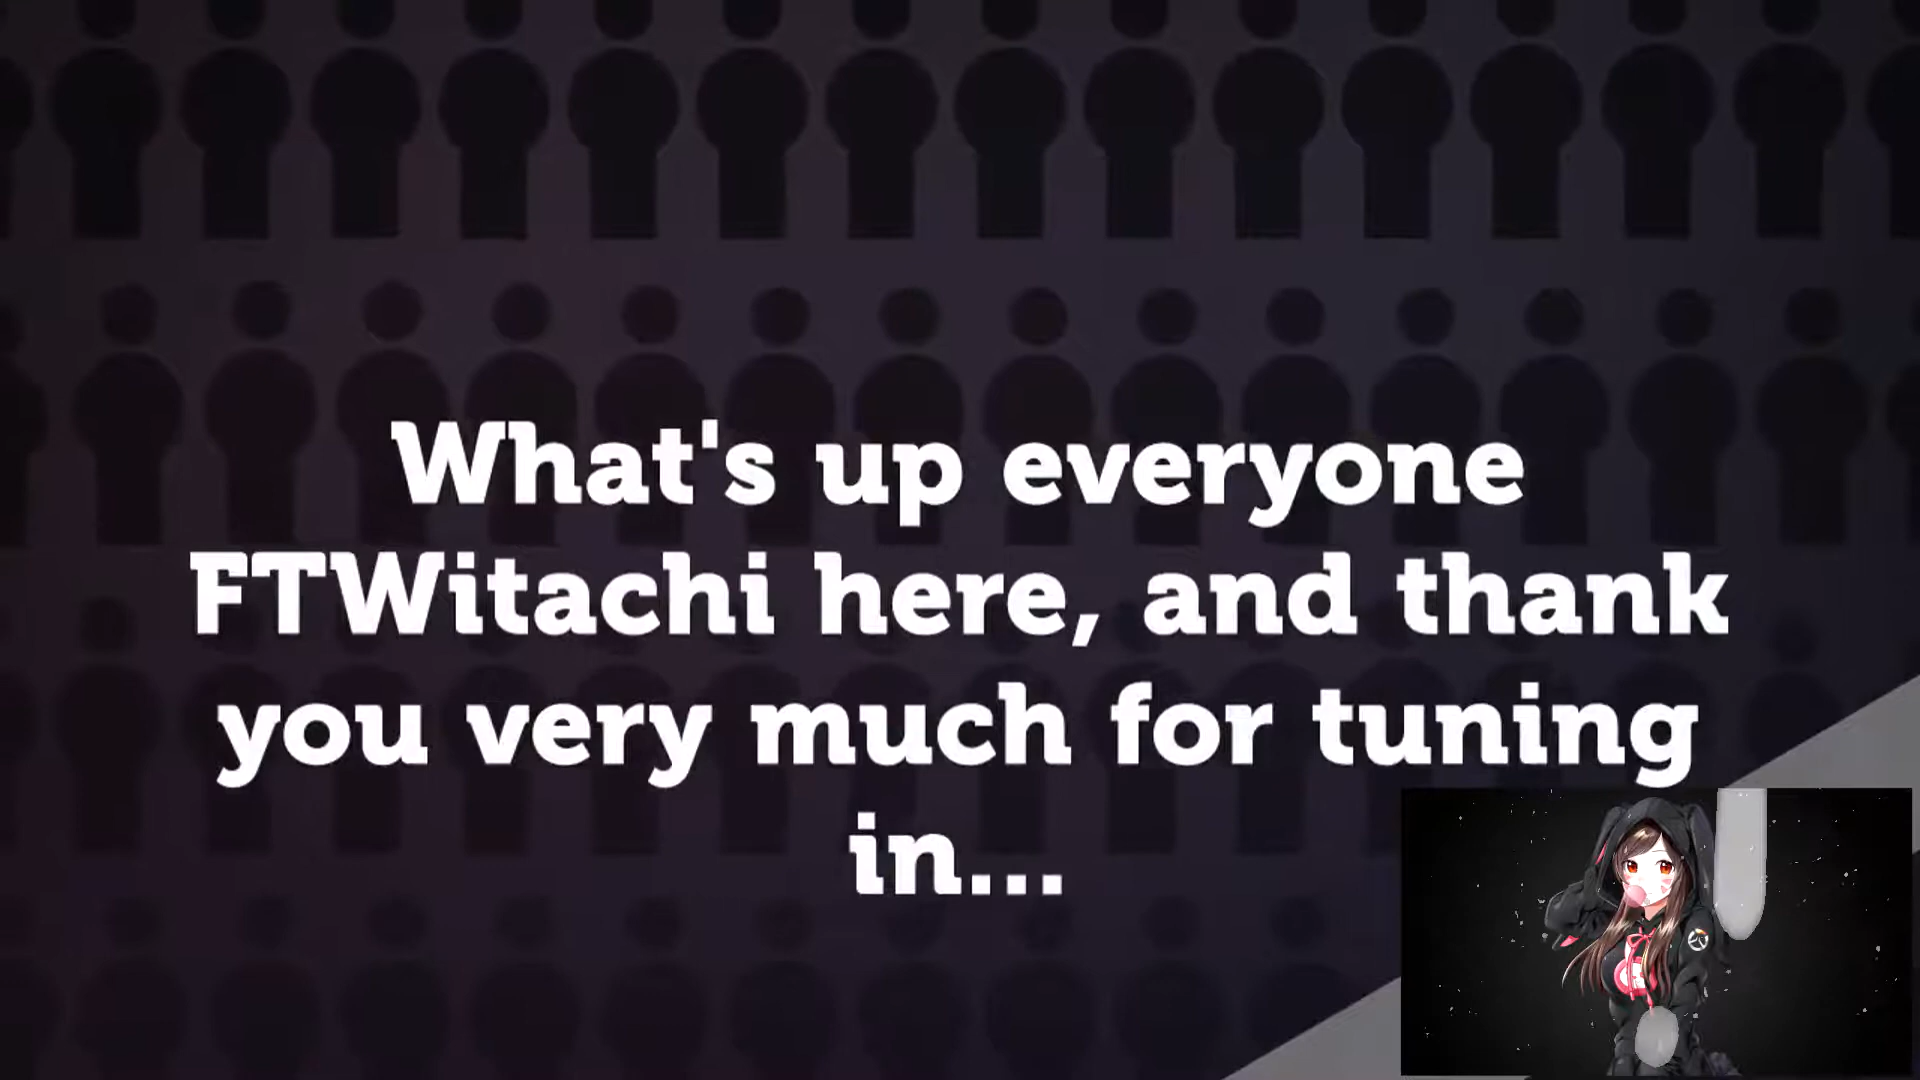 What's up everyone
FTWitachi here, and thank
you very much for tuning
in...